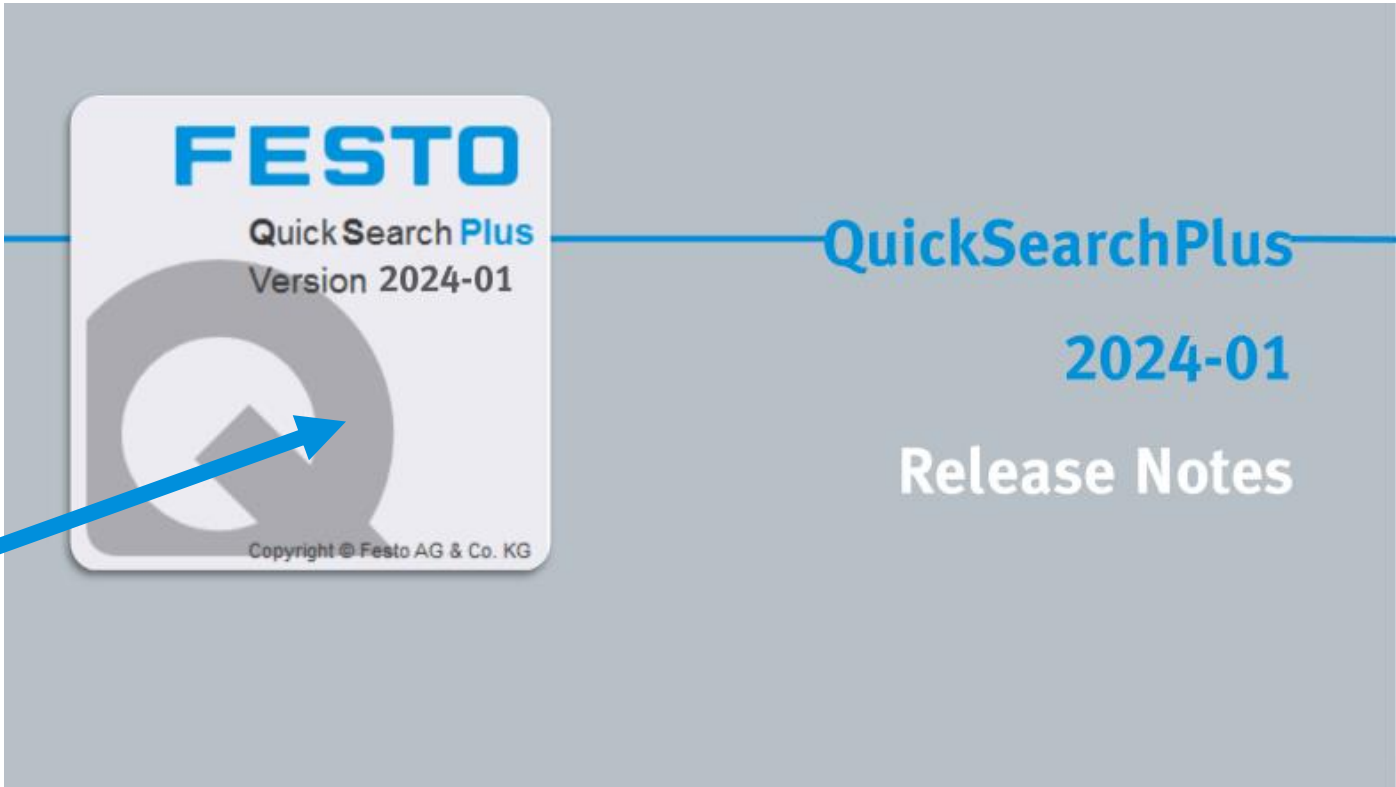 FESTO
QuickSearchPlus
Version 2024-01
Copyright © Festo AG & Co. KG
QuickSearchPlus
2024-01
Release Notes